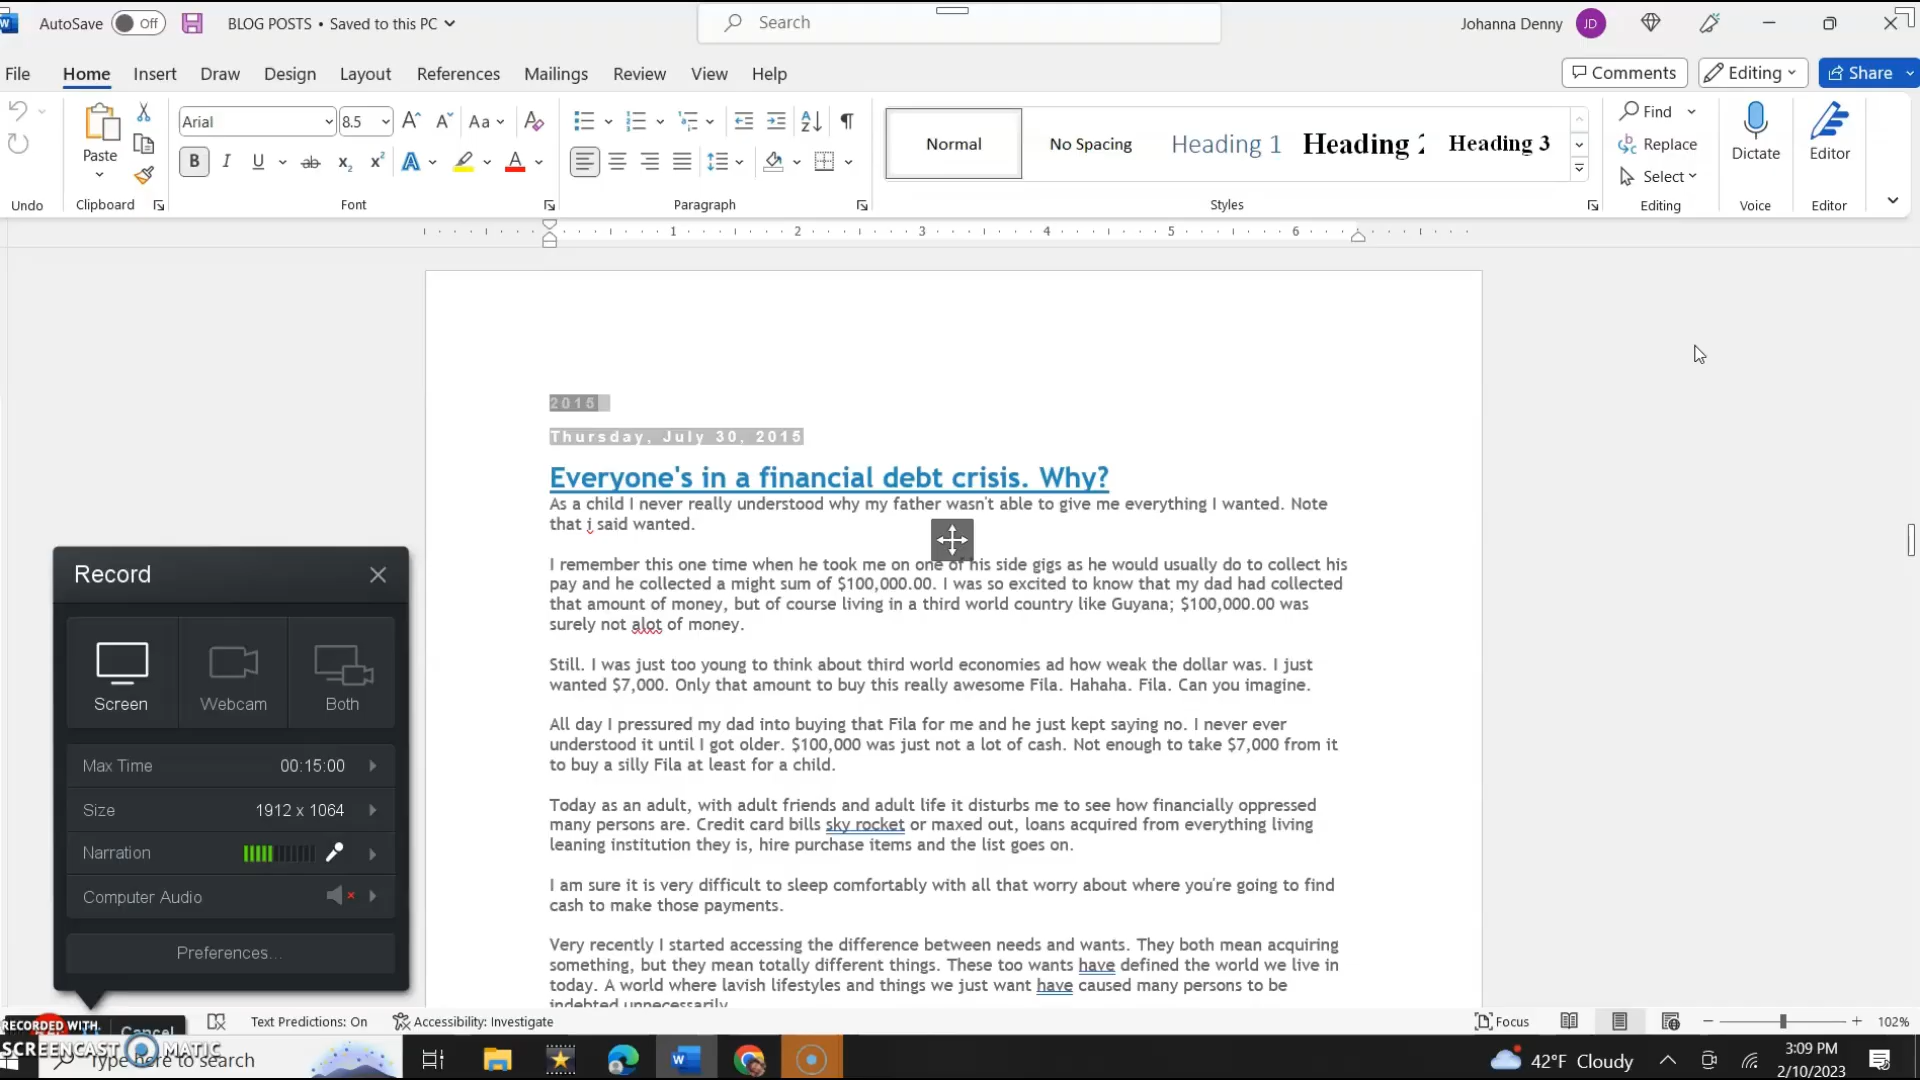 AutoSave Off BLOG POSTS • Saved to this PC Search Johanna Denny JD
File Home Insert Draw Design Layout References Mailings Review View Help Comments Editing Share
Arial 8.5 Aa Find
Paste Normal No Spacing Heading 1 Heading 2 Heading 3 Replace Dictate Editor
B I U ab x₂ x² A A Select
Undo Clipboard Font Paragraph Styles Editing Voice Editor
1 2 3 4 5 6
2015
Thursday, July 30, 2015
Everyone's in a financial debt crisis. Why?
As a child I never really understood why my father wasn't able to give me everything I wanted. Note
that i said wanted.
I remember this one time when he took me on one of his side gigs as he would usually do to collect his
pay and he collected a might sum of $100,000.00. I was so excited to know that my dad had collected
that amount of money, but of course living in a third world country like Guyana; $100,000.00 was
surely not alot of money.
Still. I was just too young to think about third world economies ad how weak the dollar was. I just
wanted $7,000. Only that amount to buy this really awesome Fila. Hahaha. Fila. Can you imagine.
All day I pressured my dad into buying that Fila for me and he just kept saying no. I never ever
understood it until I got older. $100,000 was just not a lot of cash. Not enough to take $7,000 from it
to buy a silly Fila at least for a child.
Today as an adult, with adult friends and adult life it disturbs me to see how financially oppressed
many persons are. Credit card bills sky rocket or maxed out, loans acquired from everything living
leaning institution they is, hire purchase items and the list goes on.
I am sure it is very difficult to sleep comfortably with all that worry about where you're going to find
cash to make those payments.
Very recently I started accessing the difference between needs and wants. They both mean acquiring
something, but they mean totally different things. These too wants have defined the world we live in
today. A world where lavish lifestyles and things we just want have caused many persons to be
indebted unnecessarily
Record
Screen Webcam Both
Max Time 00:15:00
Size 1912 x 1064
Narration
Computer Audio
Preferences...
Cancel
RECORDED WITH
SCREENCAST MATIC
Text Predictions: On Accessibility: Investigate Focus 102%
Type here to search 42°F Cloudy 3:09 PM
2/10/2023